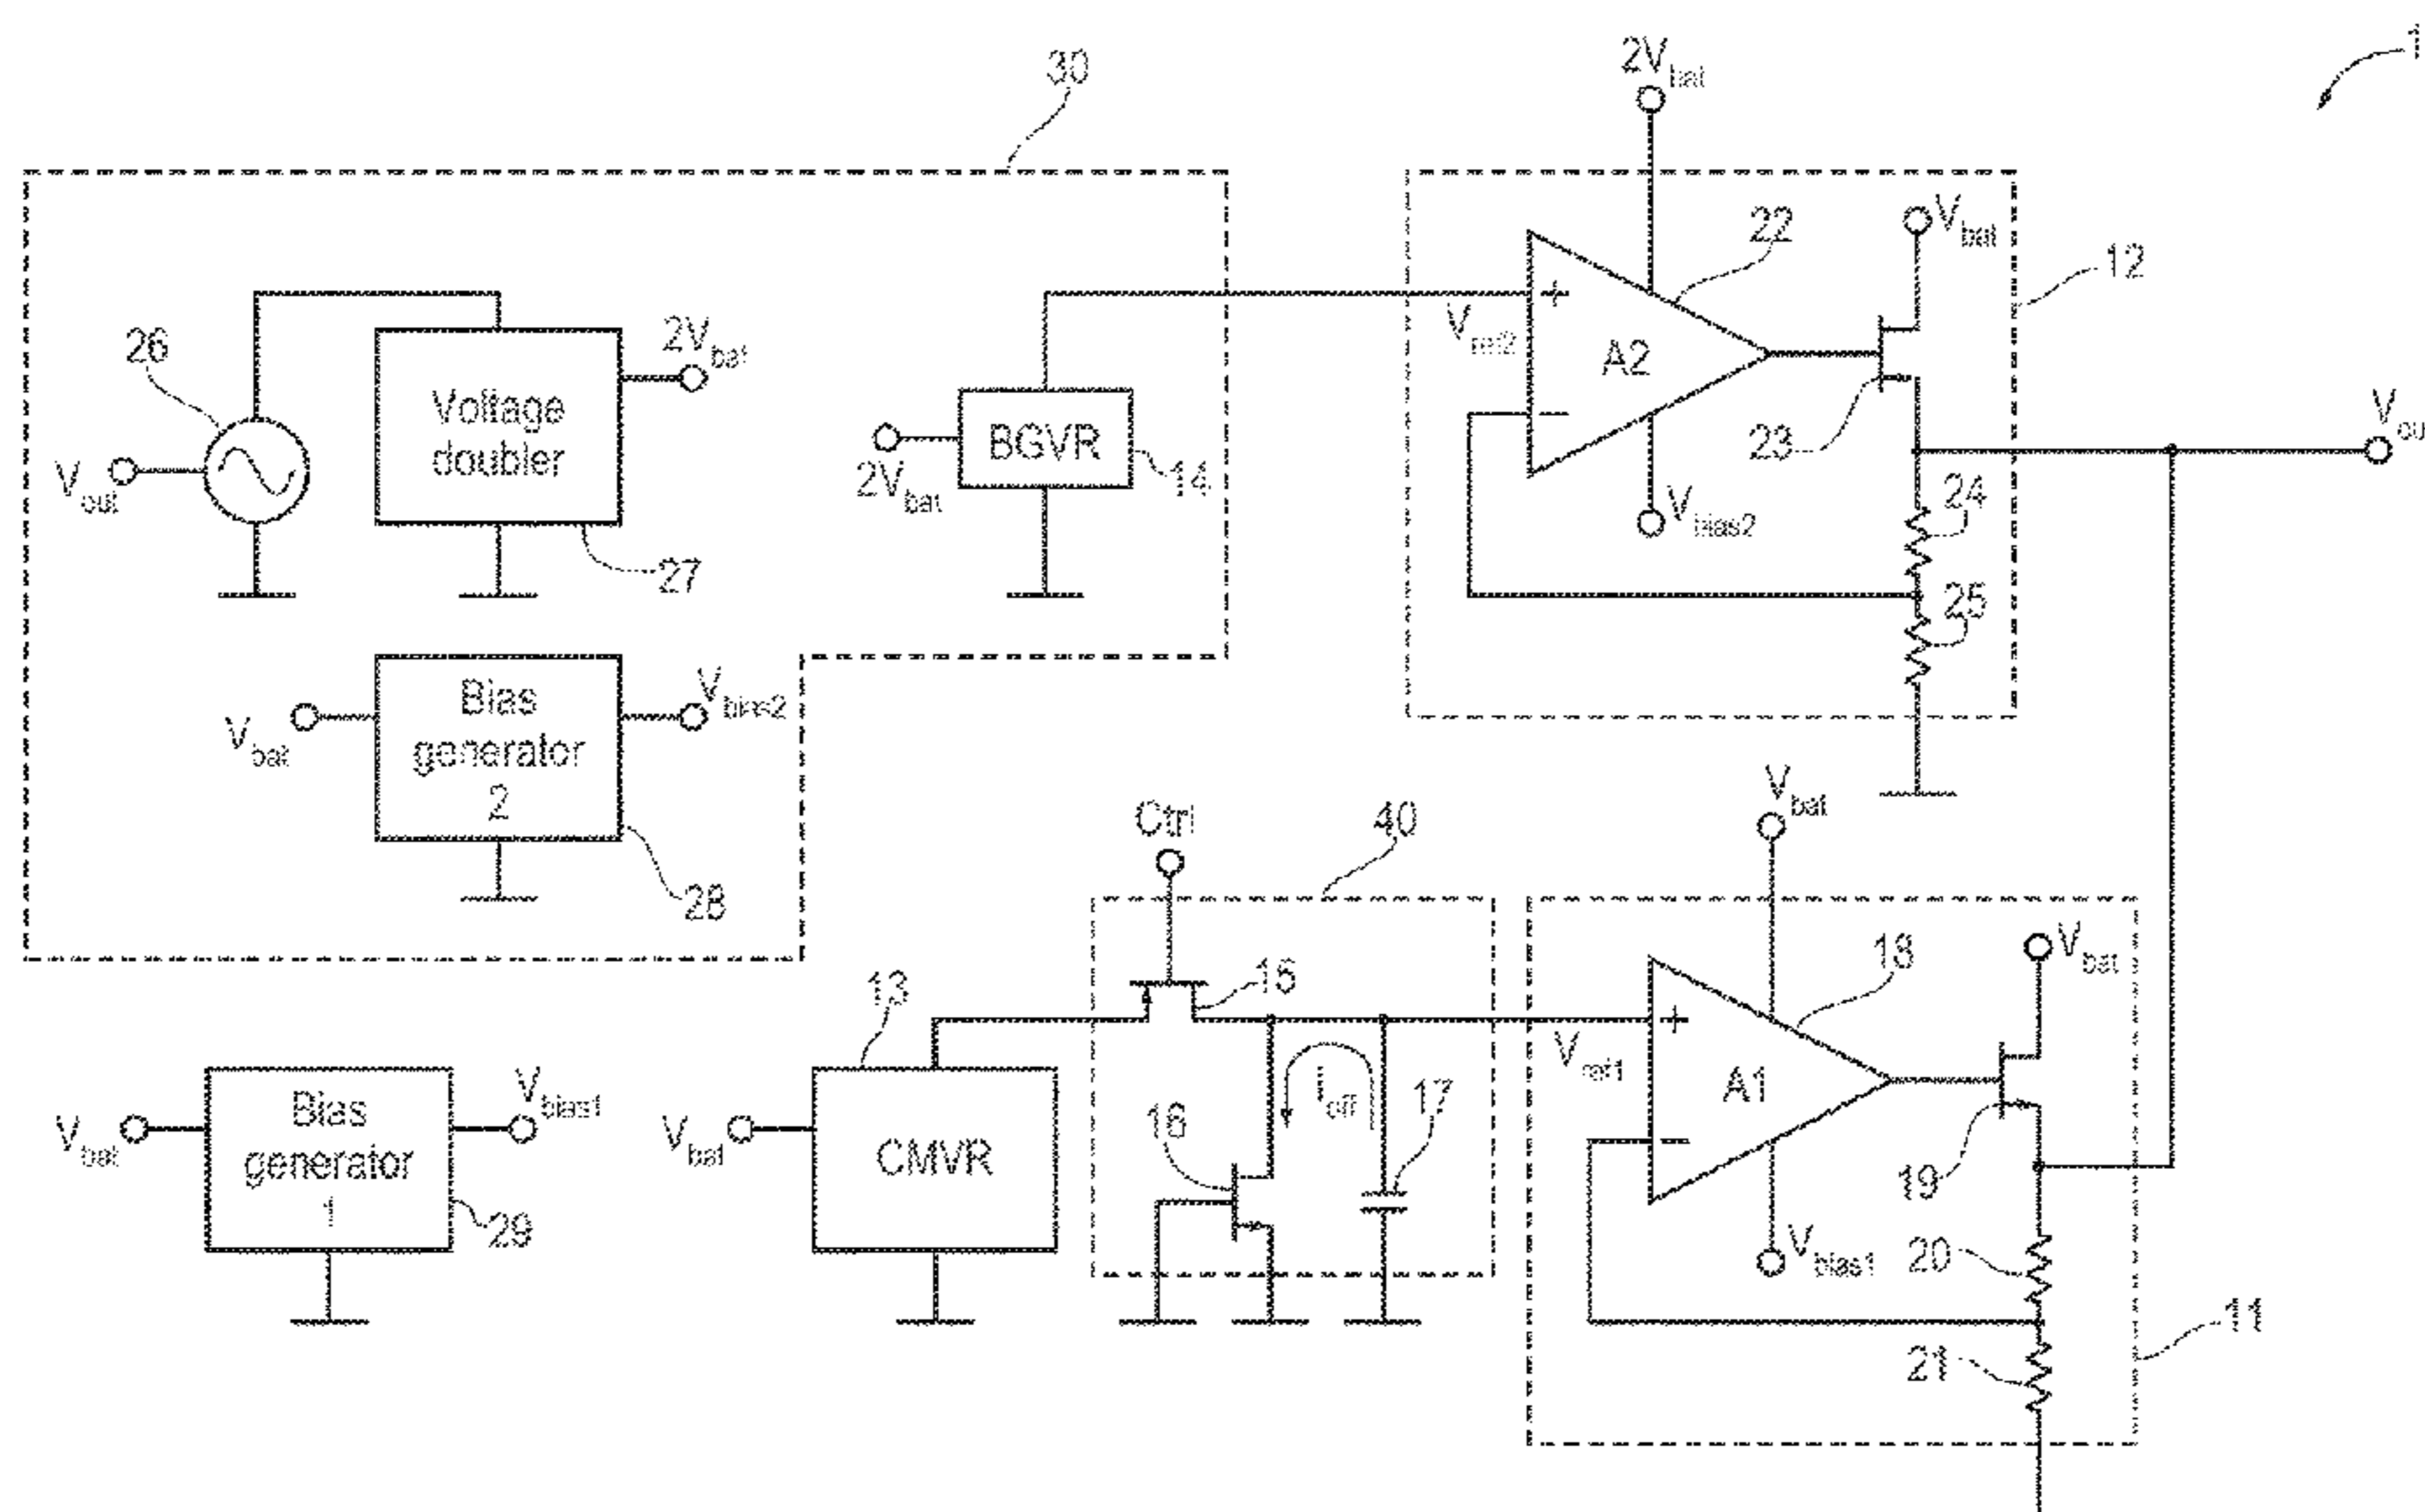 1
30
2Vbat
Vbat
22
12
26
2Vbat
Voltage
doubler
Vout
27
BGVR
2Vbat
14
Vref2
+
A2
−
23
Vbias2
24
25
Vou
Bias
generator
2
Vbat
Vbias2
28
Ctrl
40
Vbat
13
15
18
Vbat
Bias
generator
1
Vbat
Vbias1
29
Vbat
CMVR
16
Ioff
17
Vref1
+
A1
−
19
Vbias1
20
21
11